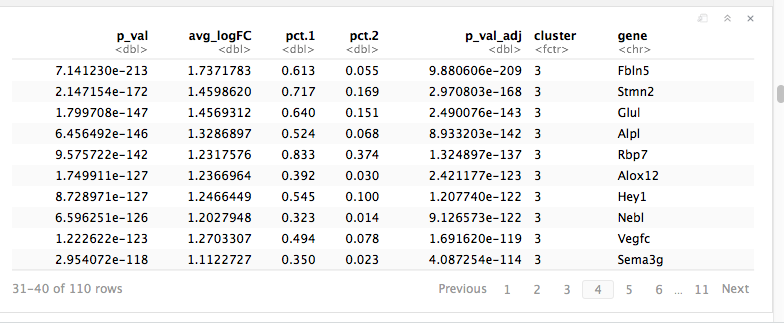 p_val avg_logFC pct.1 pct.2 p_val_adj cluster gene
<dbl> <dbl> <dbl> <dbl> <dbl> <fctr> <chr>
7.141230e-213 1.7371783 0.613 0.055 9.880606e-209 3 Fbln5
2.147154e-172 1.4598620 0.717 0.169 2.970803e-168 3 Stmn2
1.799708e-147 1.4569312 0.640 0.151 2.490076e-143 3 Glul
6.456492e-146 1.3286897 0.524 0.068 8.933203e-142 3 Alpl
9.575722e-142 1.2317576 0.833 0.374 1.324897e-137 3 Rbp7
1.749911e-127 1.2366964 0.392 0.030 2.421177e-123 3 Alox12
8.728971e-127 1.2466449 0.545 0.100 1.207740e-122 3 Hey1
6.596251e-126 1.2027948 0.323 0.014 9.126573e-122 3 Nebl
1.222622e-123 1.2703307 0.494 0.078 1.691620e-119 3 Vegfc
2.954072e-118 1.1122727 0.350 0.023 4.087254e-114 3 Sema3g
31-40 of 110 rows Previous 1 2 3 4 5 6 ... 11 Next